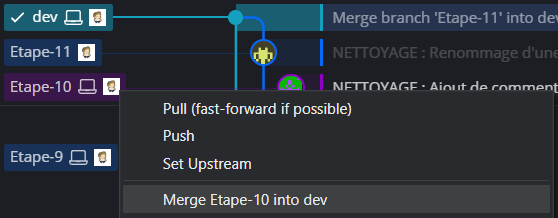 dev
Merge branch 'Etape-11' into dev
Etape-11
NETTOYAGE : Renommage d'une
Etape-10
NETTOYAGE : Ajout de comment
Pull (fast-forward if possible)
Push
Set Upstream
Etape-9
Merge Etape-10 into dev